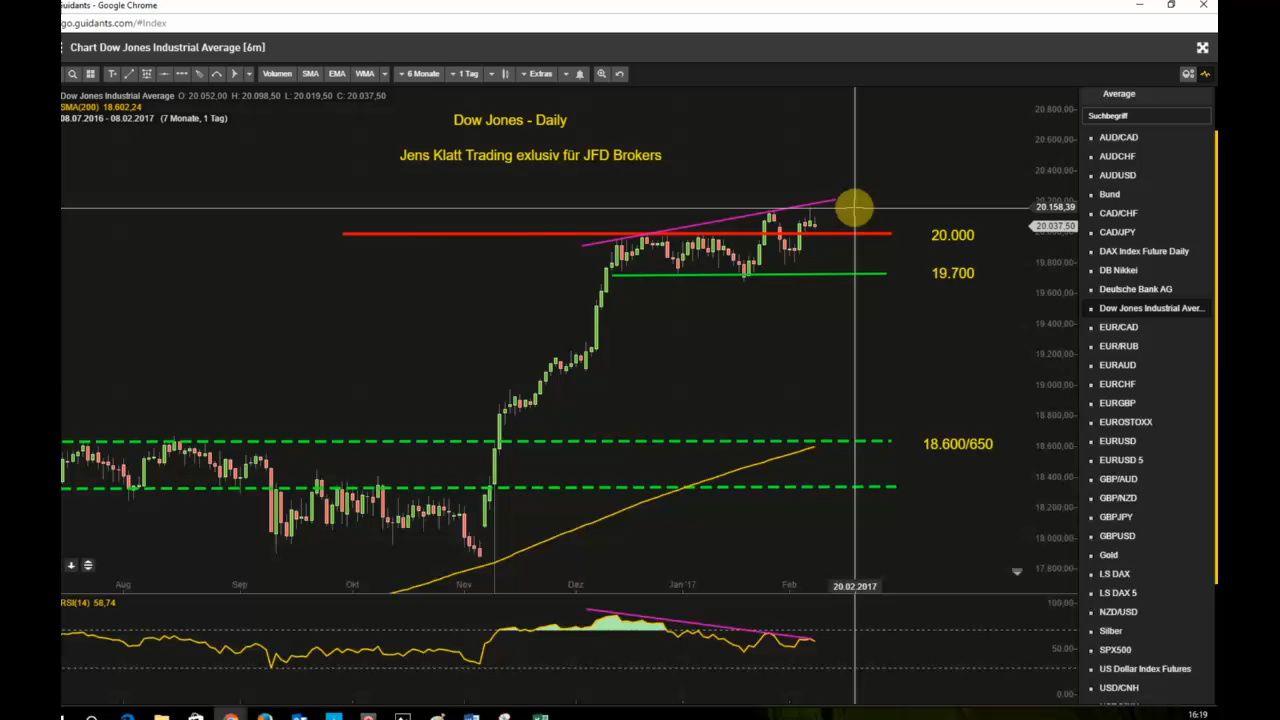 Guidants - Google Chrome
go.guidants.com/#Index
Chart Dow Jones Industrial Average [6m]
Volumen SMA EMA WMA 6 Monate 1 Tag Extras
Dow Jones Industrial Average O: 20.052,00 H: 20.098,50 L: 20.019,50 C: 20.037,50
SMA(200) 18.602,24
08.07.2016 - 08.02.2017 (7 Monate, 1 Tag)
Dow Jones - Daily
Jens Klatt Trading exlusiv für JFD Brokers
20.000
19.700
18.600/650
20.800,00
20.600,00
20.400,00
20.158,39
20.037,50
19.800,00
19.600,00
19.400,00
19.200,00
19.000,00
18.800,00
18.600,00
18.400,00
18.200,00
18.000,00
17.800,00
Aug Sep Okt Nov Dez Jan '17 Feb 20.02.2017
RSI(14) 58,74
100,00
50,00
0,00
Average
Suchbegriff
AUD/CAD
AUDCHF
AUDUSD
Bund
CAD/CHF
CAD/JPY
DAX Index Future Daily
DB Nikkei
Deutsche Bank AG
Dow Jones Industrial Aver...
EUR/CAD
EUR/RUB
EURAUD
EURCHF
EURGBP
EUROSTOXX
EURUSD
EURUSD 5
GBP/AUD
GBP/NZD
GBPJPY
GBPUSD
Gold
LS DAX
LS DAX 5
NZD/USD
Silber
SPX500
US Dollar Index Futures
USD/CNH
16:19